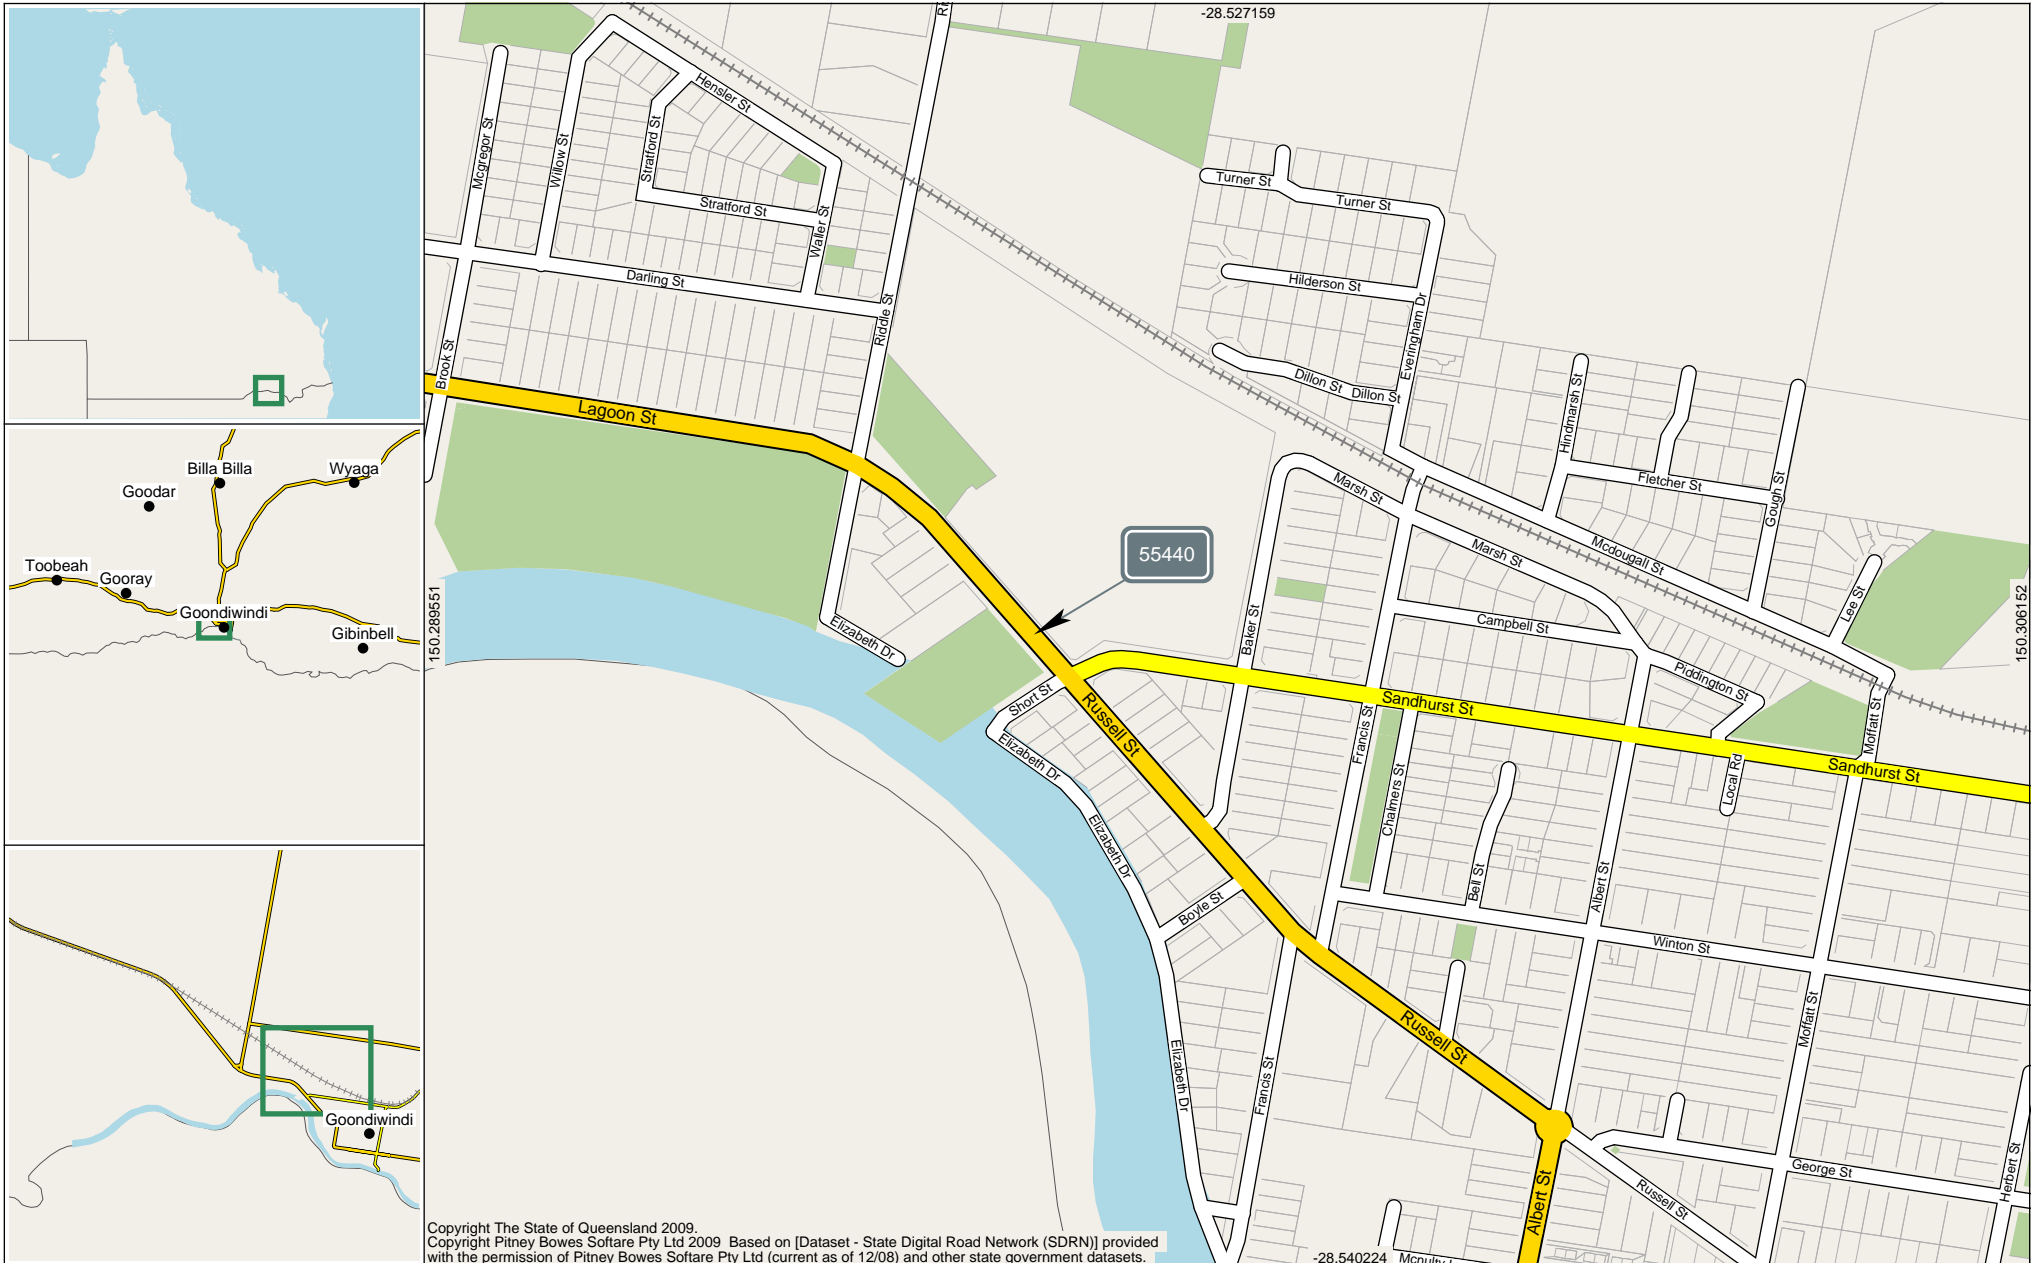 -28.527159
Ri
Hensler St
Mcgregor St
Willow St
Stratford St
Stratford St
Waller St
Turner St
Turner St
Darling St
Hilderson St
Riddle St
Everingham Dr
Brook St
Dillon St
Dillon St
Lagoon St
Hindmarsh St
Billa Billa
Wyaga
Goodar
Fletcher St
Gough St
Marsh St
55440
Marsh St
Mcdougall St
Toobeah
Gooray
Goondiwindi
Gibinbell
150.289551
150.306152
Lee St
Elizabeth Dr
Baker St
Campbell St
Piddington St
Short St
Russell St
Sandhurst St
Francis St
Moffatt St
Elizabeth Dr
Sandhurst St
Local Rd
Chalmers St
Elizabeth Dr
Bell St
Albert St
Boyle St
Winton St
Moffatt St
Russell St
Elizabeth Dr
Francis St
Goondiwindi
George St
Herbert St
Russell St
Albert St
Copyright The State of Queensland 2009.
Copyright Pitney Bowes Softare Pty Ltd 2009 Based on [Dataset - State Digital Road Network (SDRN)] provided
with the permission of Pitney Bowes Softare Pty Ltd (current as of 12/08) and other state government datasets.
-28.540224
Mcnulty